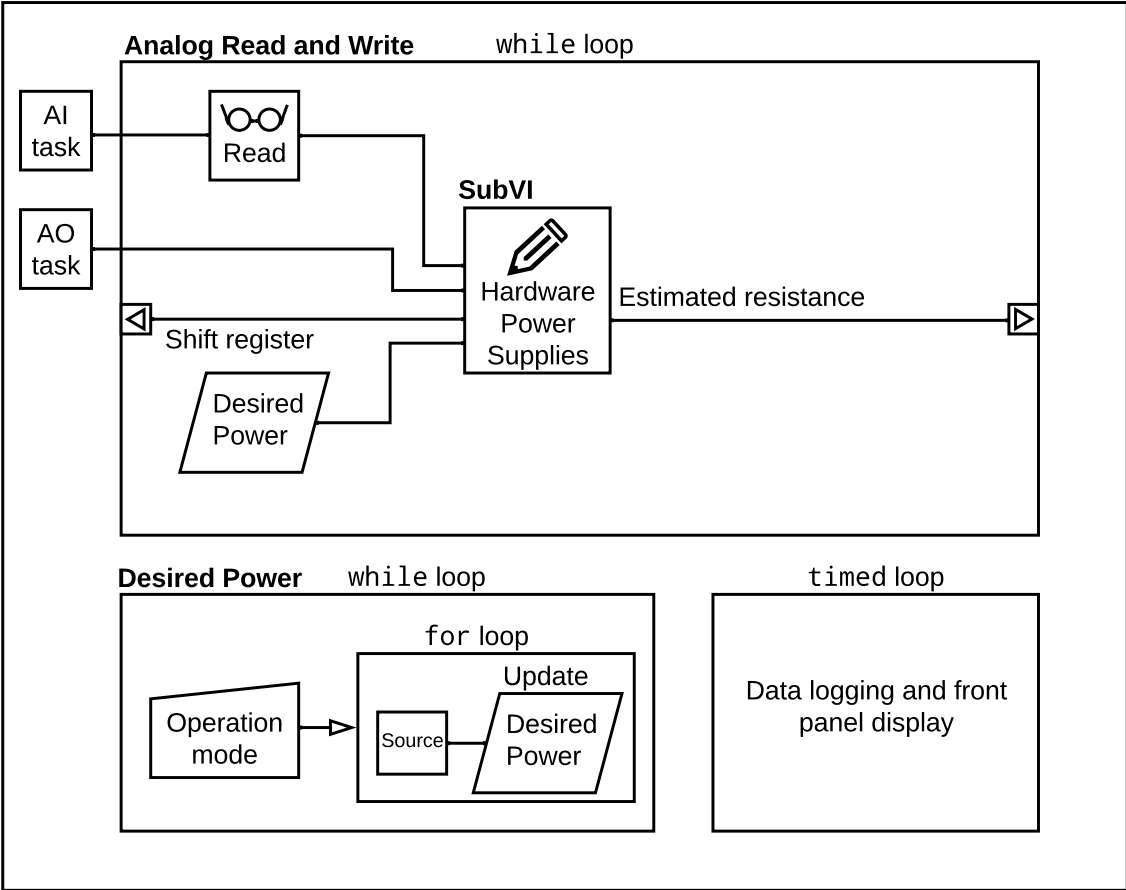 Analog Read and Write
while loop
AI
task
Read
SubVI
AO
task
Hardware
Power
Supplies
Estimated resistance
Shift register
Desired
Power
Desired Power
while loop
timed loop
for loop
Update
Operation
mode
Source
Desired
Power
Data logging and front
panel display